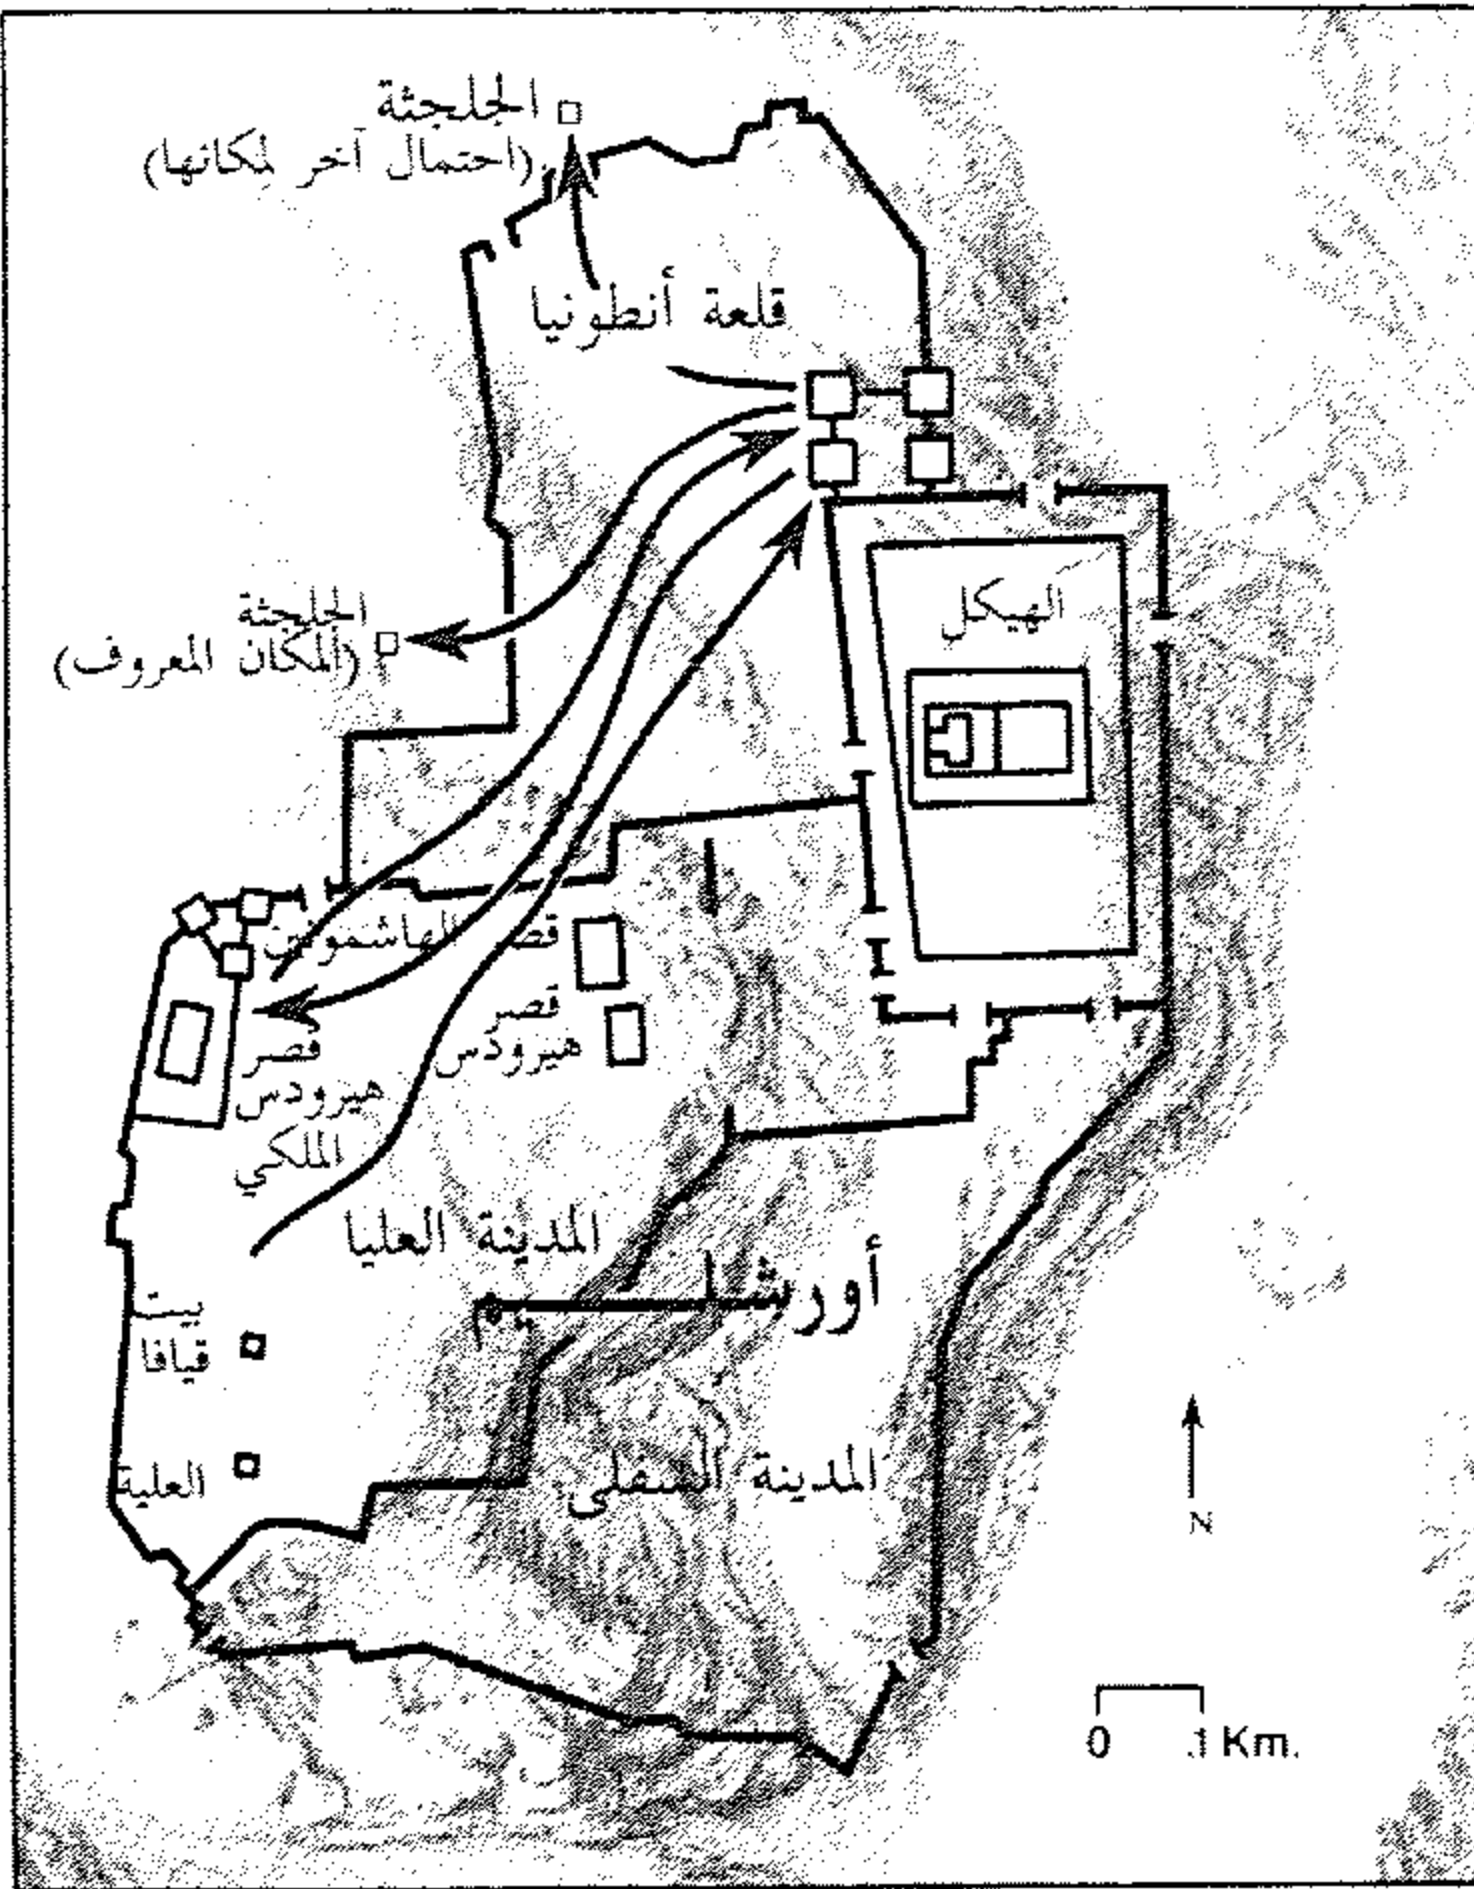 الجلجثة
(احتمال آخر لمكانها)
قلعة أنطونيا
الهيكل
الجلجثة
(المكان المعروف)
قصر الهاشمونيين
قصر
هيرودس
قصر
هيرودس
الملكي
المدينة العليا
أورشليم
بيت
قيافا
العلية
المدينة السفلى
N
0 .1 Km.